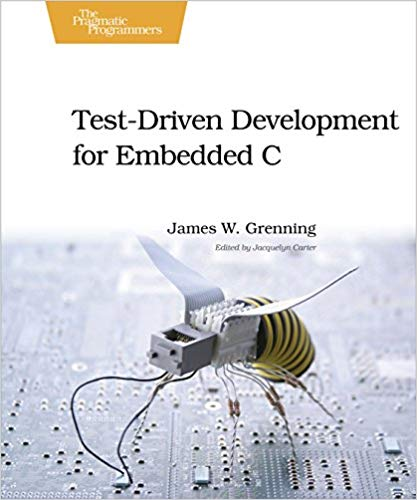 The
Pragmatic
Programmers
Test-Driven Development
for Embedded C
James W. Grenning
Edited by Jacquelyn Carter